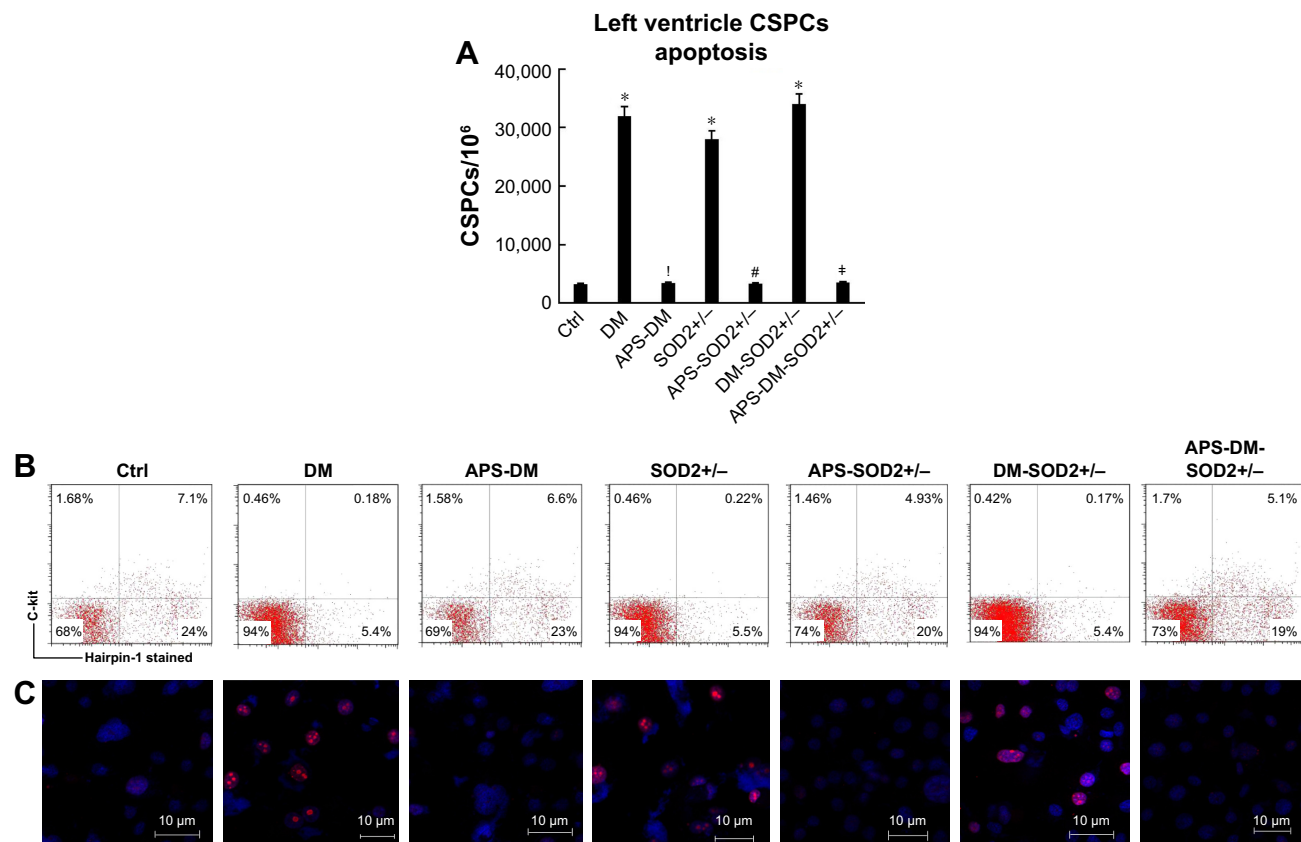 Left ventricle CSPCs
apoptosis
A
40,000
30,000
20,000
10,000
0
CSPCs/10⁶
* ! * # * ǂ
Ctrl
DM
APS-DM
SOD2+/–
APS-SOD2+/–
DM-SOD2+/–
APS-DM-SOD2+/–
B
Ctrl
DM
APS-DM
SOD2+/–
APS-SOD2+/–
DM-SOD2+/–
APS-DM-
SOD2+/–
1.68% 7.1% 0.46% 0.18% 1.58% 6.6% 0.46% 0.22% 1.46% 4.93% 0.42% 0.17% 1.7% 5.1%
68% 24% 94% 5.4% 69% 23% 94% 5.5% 74% 20% 94% 5.4% 73% 19%
C-kit
Hairpin-1 stained
C
10 µm 10 µm 10 µm 10 µm 10 µm 10 µm 10 µm